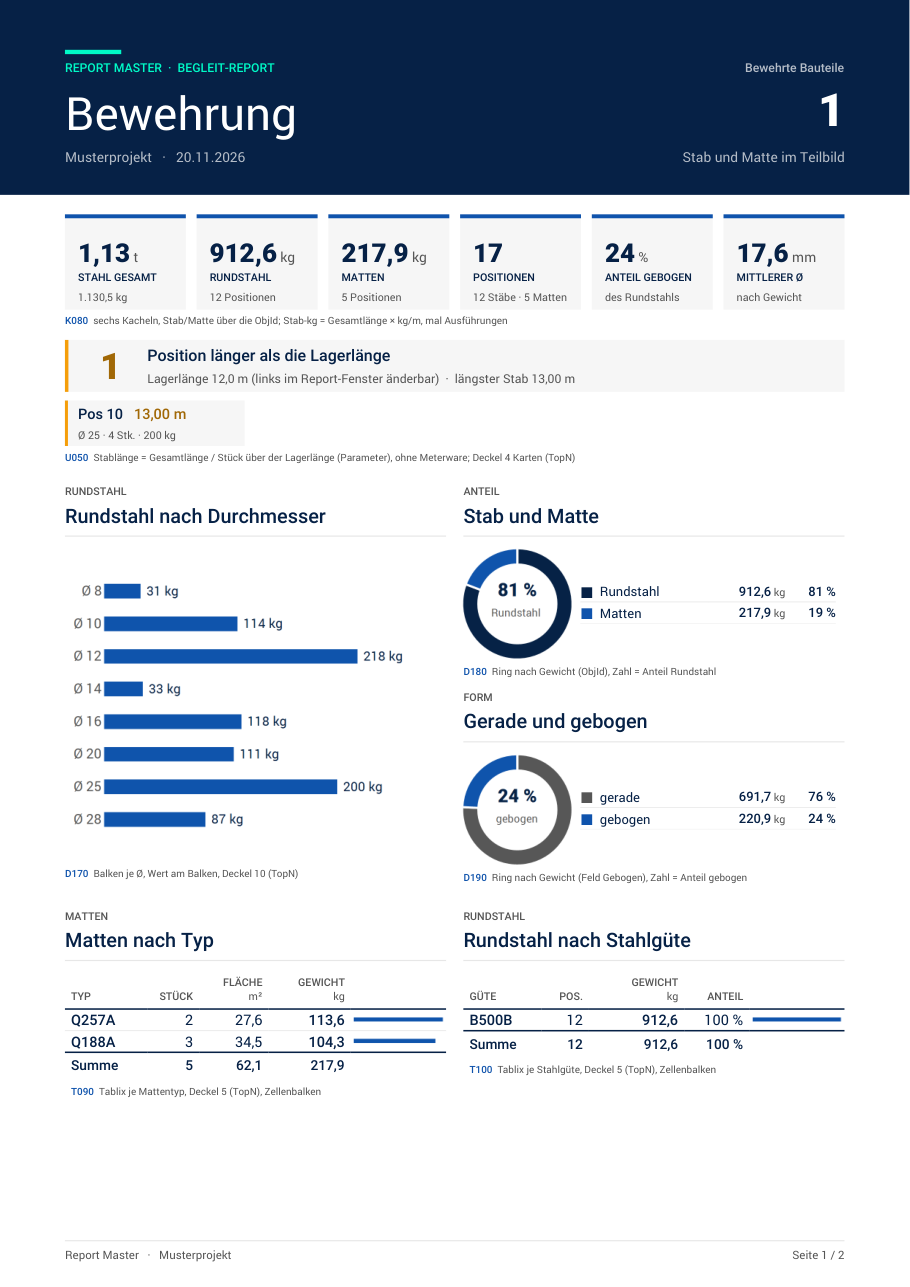 REPORT MASTER · BEGLEIT-REPORT
Bewehrung
Musterprojekt · 20.11.2026
Bewehrte Bauteile
1
Stab und Matte im Teilbild
1,13 t
STAHL GESAMT
1.130,5 kg
912,6 kg
RUNDSTAHL
12 Positionen
217,9 kg
MATTEN
5 Positionen
17
POSITIONEN
12 Stäbe · 5 Matten
24 %
ANTEIL GEBOGEN
des Rundstahls
17,6 mm
MITTLERER Ø
nach Gewicht
K080 sechs Kacheln, Stab/Matte über die ObjId; Stab-kg = Gesamtlänge × kg/m, mal Ausführungen
1
Position länger als die Lagerlänge
Lagerlänge 12,0 m (links im Report-Fenster änderbar) · längster Stab 13,00 m
Pos 10 13,00 m
Ø 25 · 4 Stk. · 200 kg
U050 Stablänge = Gesamtlänge / Stück über der Lagerlänge (Parameter), ohne Meterware; Deckel 4 Karten (TopN)
RUNDSTAHL
Rundstahl nach Durchmesser
Ø 8 31 kg
Ø 10 114 kg
Ø 12 218 kg
Ø 14 33 kg
Ø 16 118 kg
Ø 20 111 kg
Ø 25 200 kg
Ø 28 87 kg
D170 Balken je Ø, Wert am Balken, Deckel 10 (TopN)
ANTEIL
Stab und Matte
81 %
Rundstahl
Rundstahl 912,6 kg 81 %
Matten 217,9 kg 19 %
D180 Ring nach Gewicht (ObjId), Zahl = Anteil Rundstahl
FORM
Gerade und gebogen
24 %
gebogen
gerade 691,7 kg 76 %
gebogen 220,9 kg 24 %
D190 Ring nach Gewicht (Feld Gebogen), Zahl = Anteil gebogen
MATTEN
Matten nach Typ
FLÄCHE GEWICHT
TYP STÜCK m² kg
Q257A 2 27,6 113,6
Q188A 3 34,5 104,3
Summe 5 62,1 217,9
T090 Tablix je Mattentyp, Deckel 5 (TopN), Zellenbalken
RUNDSTAHL
Rundstahl nach Stahlgüte
GEWICHT
GÜTE POS. kg ANTEIL
B500B 12 912,6 100 %
Summe 12 912,6 100 %
T100 Tablix je Stahlgüte, Deckel 5 (TopN), Zellenbalken
Report Master · Musterprojekt
Seite 1 / 2